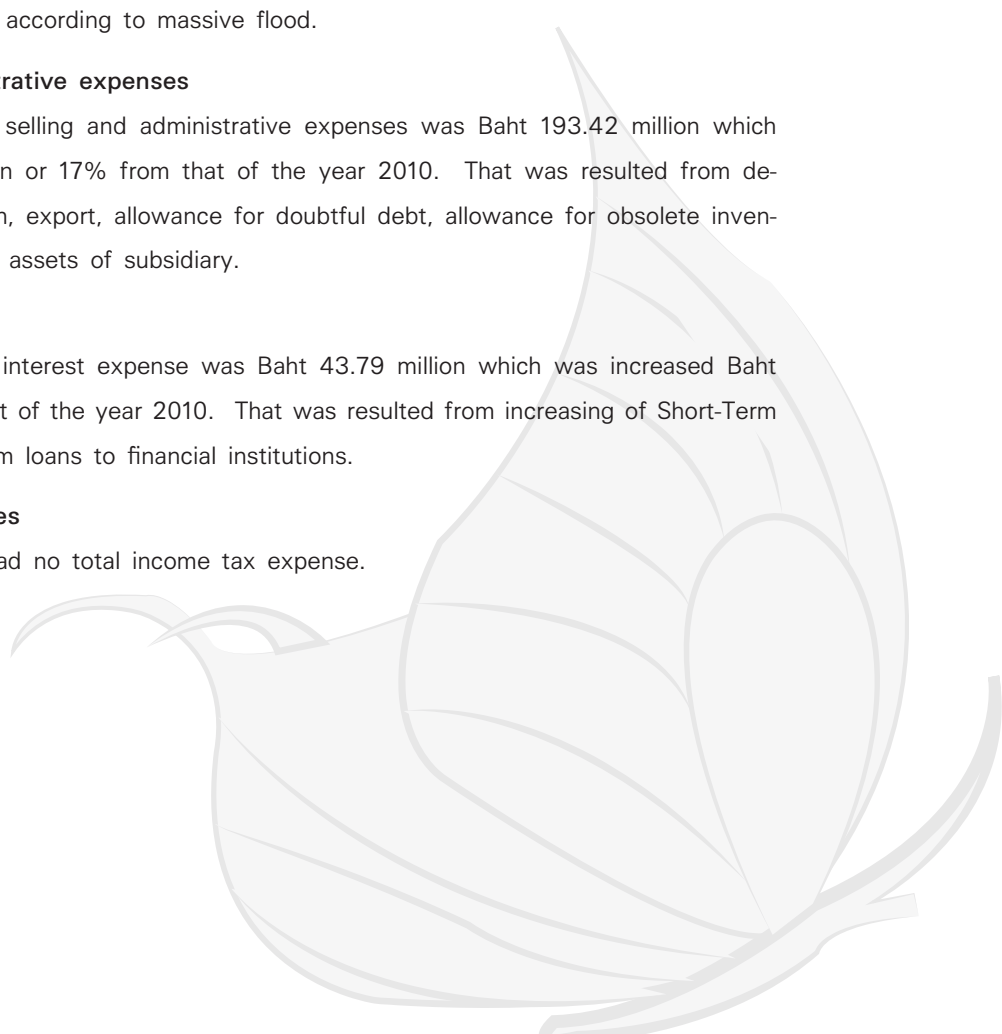 according to massive flood.
trative expenses
selling and administrative expenses was Baht 193.42 million which
n or 17% from that of the year 2010. That was resulted from de-
n, export, allowance for doubtful debt, allowance for obsolete inven-
assets of subsidiary.
interest expense was Baht 43.79 million which was increased Baht
t of the year 2010. That was resulted from increasing of Short-Term
m loans to financial institutions.
es
ad no total income tax expense.